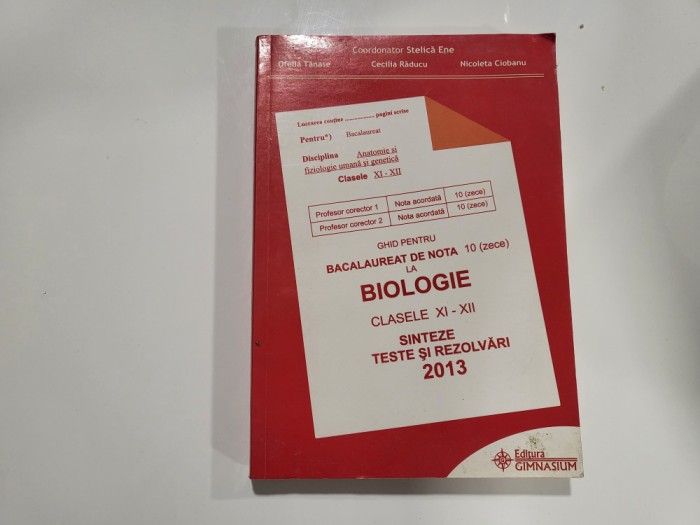 Coordonator Stelică Ene
Ofelia Tănase Cecilia Răducu Nicoleta Ciobanu
Lucrarea conține ................ pagini scrise
Pentru*) Bacalaureat
Disciplina Anatomie și
fiziologie umană și genetică
Clasele XI - XII
Profesor corector 1 Nota acordată 10 (zece)
Profesor corector 2 Nota acordată 10 (zece)
GHID PENTRU
BACALAUREAT DE NOTA 10 (zece)
LA
BIOLOGIE
CLASELE XI - XII
SINTEZE
TESTE ȘI REZOLVĂRI
2013
Editura
GIMNASIUM